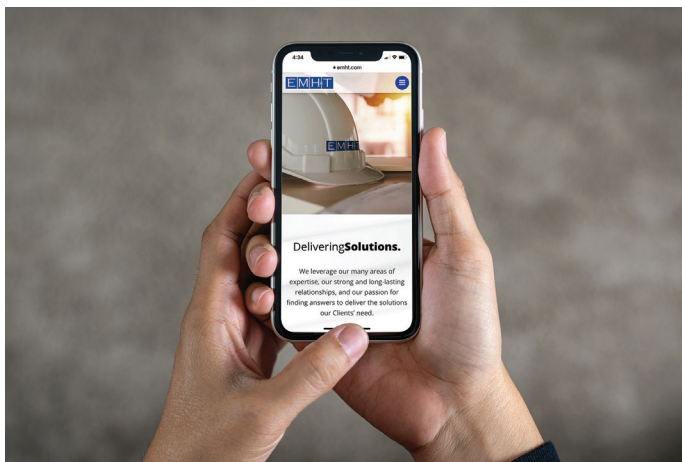 4:34
emht.com
EMHT
EMHT
DeliveringSolutions.
We leverage our many areas of
expertise, our strong and long-lasting
relationships, and our passion for
finding answers to deliver the solutions
our Clients' need.